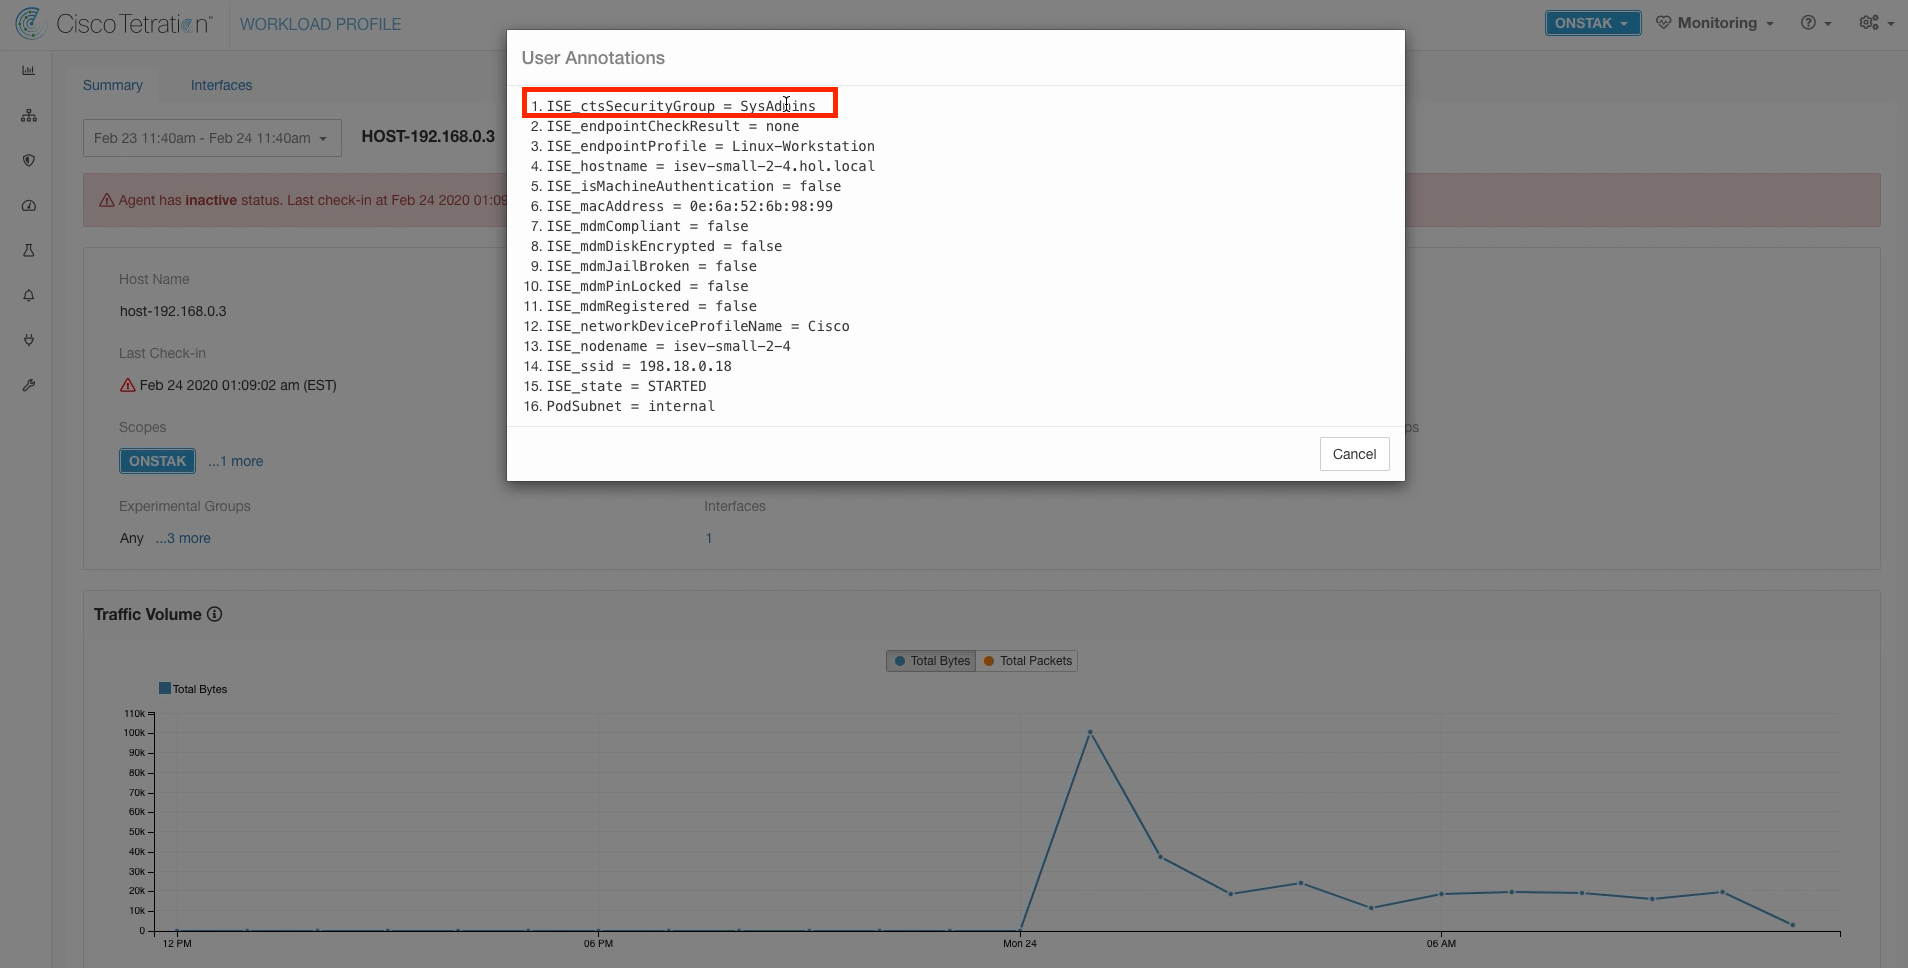 Cisco Tetration™
WORKLOAD PROFILE
ONSTAK
Monitoring
Summary
Interfaces
Feb 23 11:40am - Feb 24 11:40am
HOST-192.168.0.3
Agent has inactive status. Last check-in at Feb 24 2020 01:09
Host Name
host-192.168.0.3
Last Check-in
Feb 24 2020 01:09:02 am (EST)
Scopes
ONSTAK ...1 more
Experimental Groups
Any ...3 more
Interfaces
1
User Annotations
1. ISE_ctsSecurityGroup = SysAdmins
2. ISE_endpointCheckResult = none
3. ISE_endpointProfile = Linux-Workstation
4. ISE_hostname = isev-small-2-4.hol.local
5. ISE_isMachineAuthentication = false
6. ISE_macAddress = 0e:6a:52:6b:98:99
7. ISE_mdmCompliant = false
8. ISE_mdmDiskEncrypted = false
9. ISE_mdmJailBroken = false
10. ISE_mdmPinLocked = false
11. ISE_mdmRegistered = false
12. ISE_networkDeviceProfileName = Cisco
13. ISE_nodename = isev-small-2-4
14. ISE_ssid = 198.18.0.18
15. ISE_state = STARTED
16. PodSubnet = internal
Cancel
ps
Traffic Volume
Total Bytes Total Packets
Total Bytes
110k
100k
90k
80k
70k
60k
50k
40k
30k
20k
10k
0
12 PM 06 PM Mon 24 06 AM